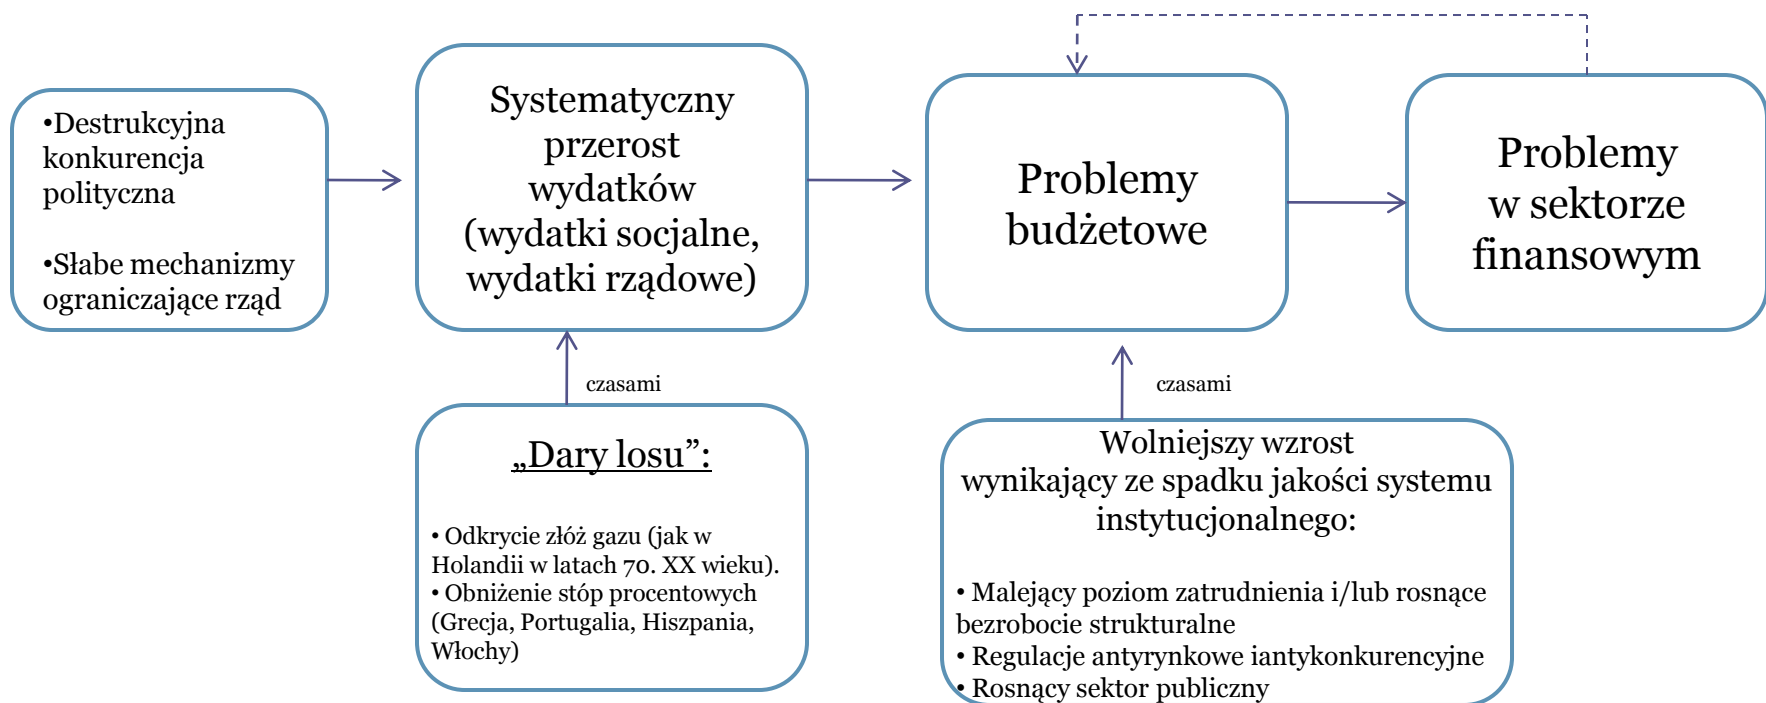 •Destrukcyjna
konkurencja
polityczna
•Słabe mechanizmy
ograniczające rząd
Systematyczny
przerost
wydatków
(wydatki socjalne,
wydatki rządowe)
Problemy
budżetowe
Problemy
w sektorze
finansowym
czasami
czasami
„Dary losu”:
• Odkrycie złóż gazu (jak w
Holandii w latach 70. XX wieku).
• Obniżenie stóp procentowych
(Grecja, Portugalia, Hiszpania,
Włochy)
Wolniejszy wzrost
wynikający ze spadku jakości systemu
instytucjonalnego:
• Malejący poziom zatrudnienia i/lub rosnące
bezrobocie strukturalne
• Regulacje antyrynkowe iantykonkurencyjne
• Rosnący sektor publiczny